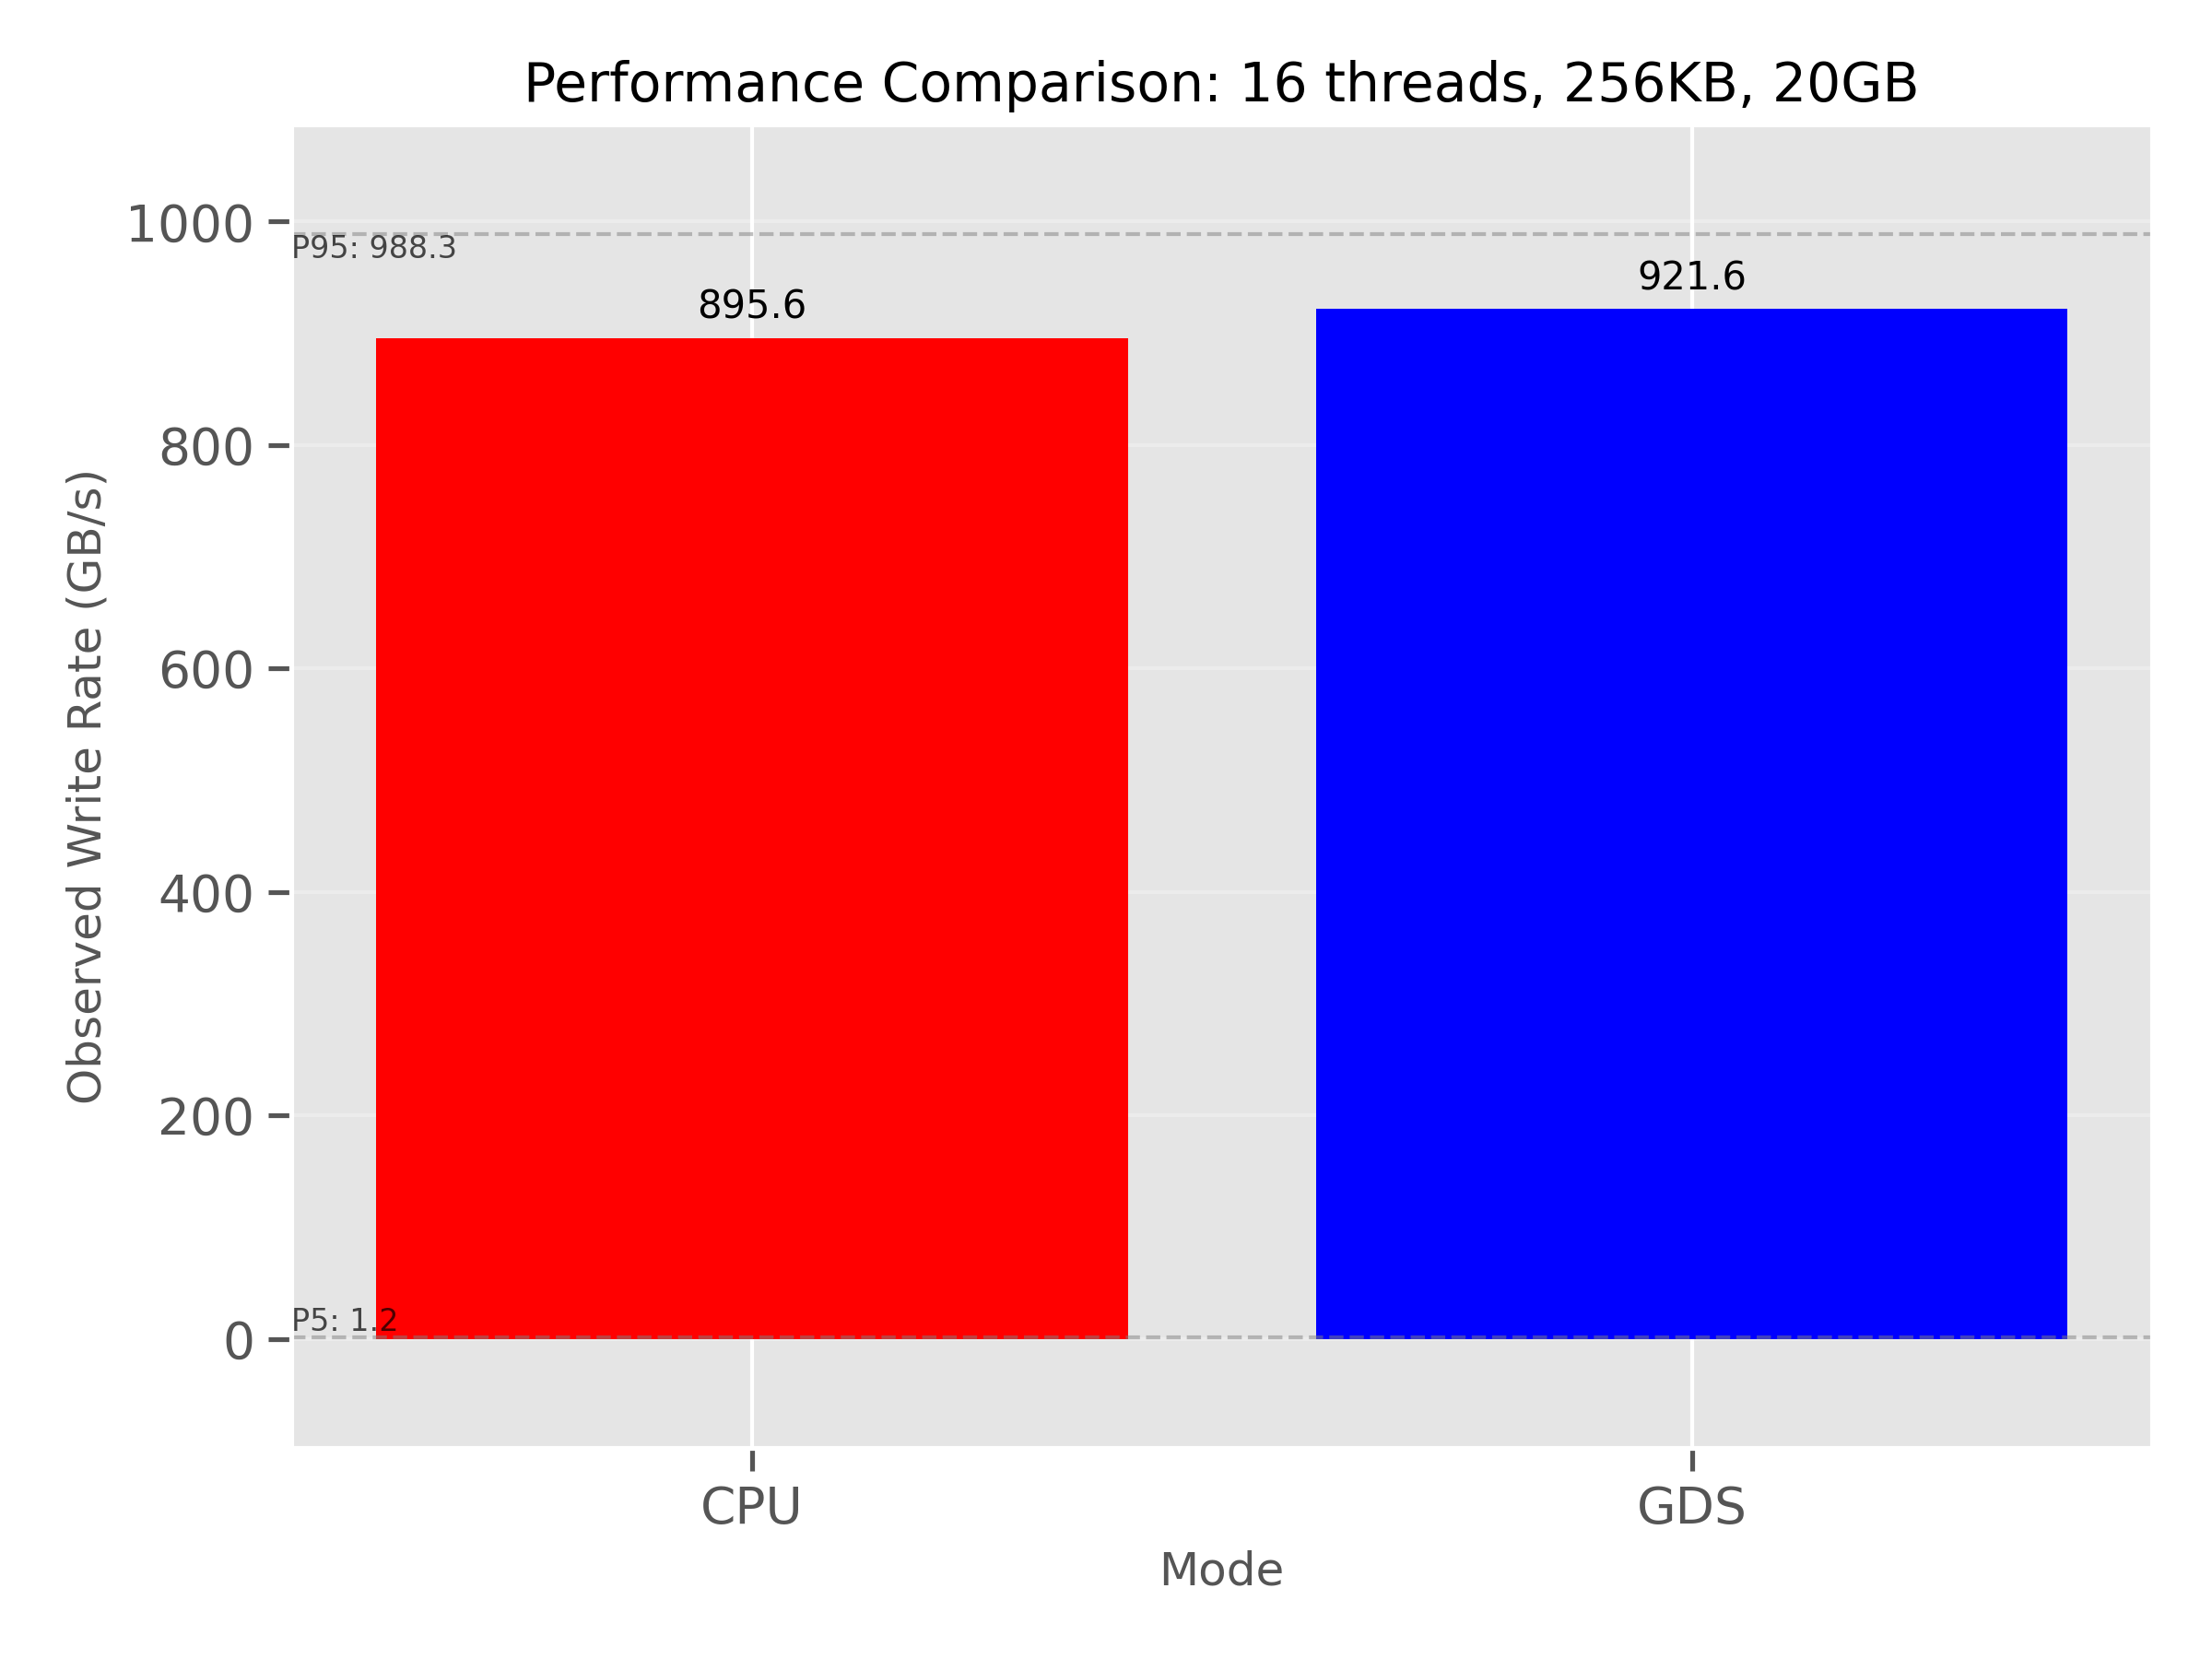 Performance Comparison: 16 threads, 256KB, 20GB
Observed Write Rate (GB/s)
1000
800
600
400
200
0
P95: 988.3
895.6
921.6
P5: 1.2
CPU
GDS
Mode